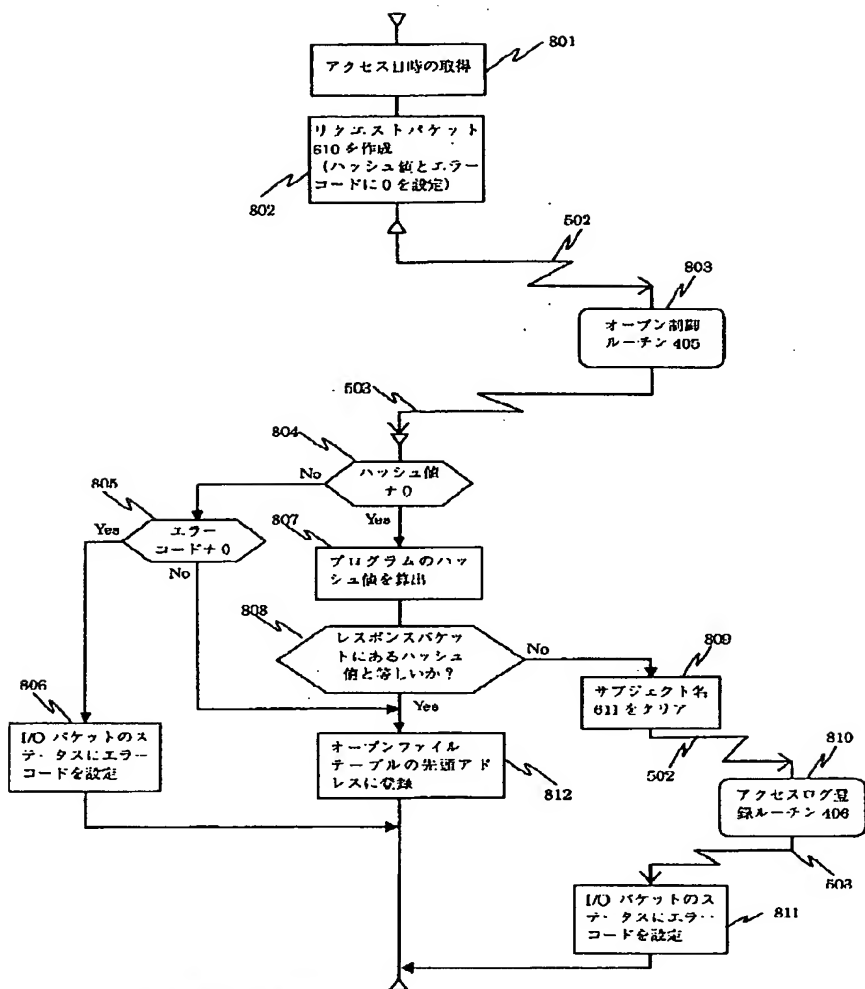 801
アクセス日時の取得
リクエストパケット
610を作成
(ハッシュ値とエラー
コードに0を設定)
802
502
803
オープン制御
ルーチン405
503
804
ハッシュ値
≠0
No
Yes
805
エラー
コード≠0
Yes
No
807
プログラムのハッ
シュ値を算出
808
レスポンスパケッ
トにあるハッシュ
値と等しいか?
No
Yes
809
サブジェクト名
611をクリア
806
I/Oパケットのス
テータスにエラー
コードを設定
オープンファイル
テーブルの先頭アド
レスに登録
812
502
810
アクセスログ登
録ルーチン406
503
I/Oパケットのス
テータスにエラー
コードを設定
811